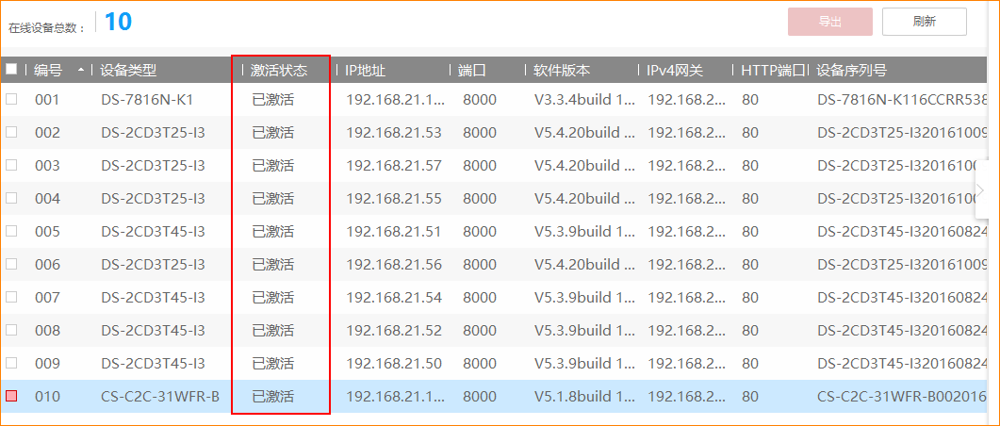 在线设备总数： 10 导出 刷新
编号 设备类型 激活状态 IP地址 端口 软件版本 IPv4网关 HTTP端口 设备序列号
001 DS-7816N-K1 已激活 192.168.21.1... 8000 V3.3.4build 1... 192.168.2... 80 DS-7816N-K116CCRR538
002 DS-2CD3T25-I3 已激活 192.168.21.53 8000 V5.4.20build ... 192.168.2... 80 DS-2CD3T25-I320161009
003 DS-2CD3T25-I3 已激活 192.168.21.57 8000 V5.4.20build ... 192.168.2... 80 DS-2CD3T25-I32016100
004 DS-2CD3T25-I3 已激活 192.168.21.55 8000 V5.4.20build ... 192.168.2... 80 DS-2CD3T25-I32016100
005 DS-2CD3T45-I3 已激活 192.168.21.51 8000 V5.3.9build 1... 192.168.2... 80 DS-2CD3T45-I320160824
006 DS-2CD3T25-I3 已激活 192.168.21.56 8000 V5.4.20build ... 192.168.2... 80 DS-2CD3T25-I320161009
007 DS-2CD3T45-I3 已激活 192.168.21.54 8000 V5.3.9build 1... 192.168.2... 80 DS-2CD3T45-I320160824
008 DS-2CD3T45-I3 已激活 192.168.21.52 8000 V5.3.9build 1... 192.168.2... 80 DS-2CD3T45-I320160824
009 DS-2CD3T45-I3 已激活 192.168.21.50 8000 V5.3.9build 1... 192.168.2... 80 DS-2CD3T45-I320160824
010 CS-C2C-31WFR-B 已激活 192.168.21.1... 8000 V5.1.8build 1... 192.168.2... 80 CS-C2C-31WFR-B002016